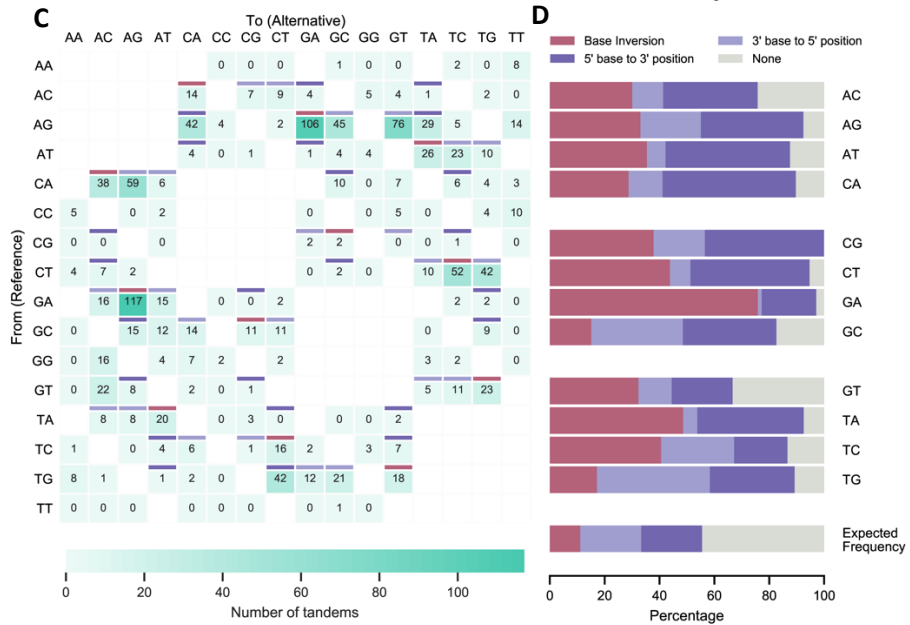 C
To (Alternative)
AA AC AG AT CA CC CG CT GA GC GG GT TA TC TG TT
From (Reference)
AA 0 0 0 1 0 0 2 0 8
AC 14 7 9 4 5 4 1 2 0
AG 42 4 2 106 45 76 29 5 14
AT 4 0 1 1 4 4 26 23 10
CA 38 59 6 10 0 7 6 4 3
CC 5 0 2 0 0 5 4 10
CG 0 0 0 2 2 0 0 1
CT 4 7 2 0 2 0 10 52 42
GA 16 117 15 0 0 2 2 2 0
GC 0 15 12 14 11 11 0 9 0
GG 0 16 4 7 2 2 3 2 0
GT 0 22 8 2 0 1 5 11 23
TA 8 8 20 0 3 0 0 0 2
TC 1 0 4 6 1 16 2 3 7
TG 8 1 1 2 0 42 12 21 18
TT 0 0 0 0 0 0 0 1 0
0 20 40 60 80 100
Number of tandems
D
Base Inversion
5' base to 3' position
3' base to 5' position
None
AC
AG
AT
CA
CG
CT
GA
GC
GT
TA
TC
TG
Expected
Frequency
0 20 40 60 80 100
Percentage